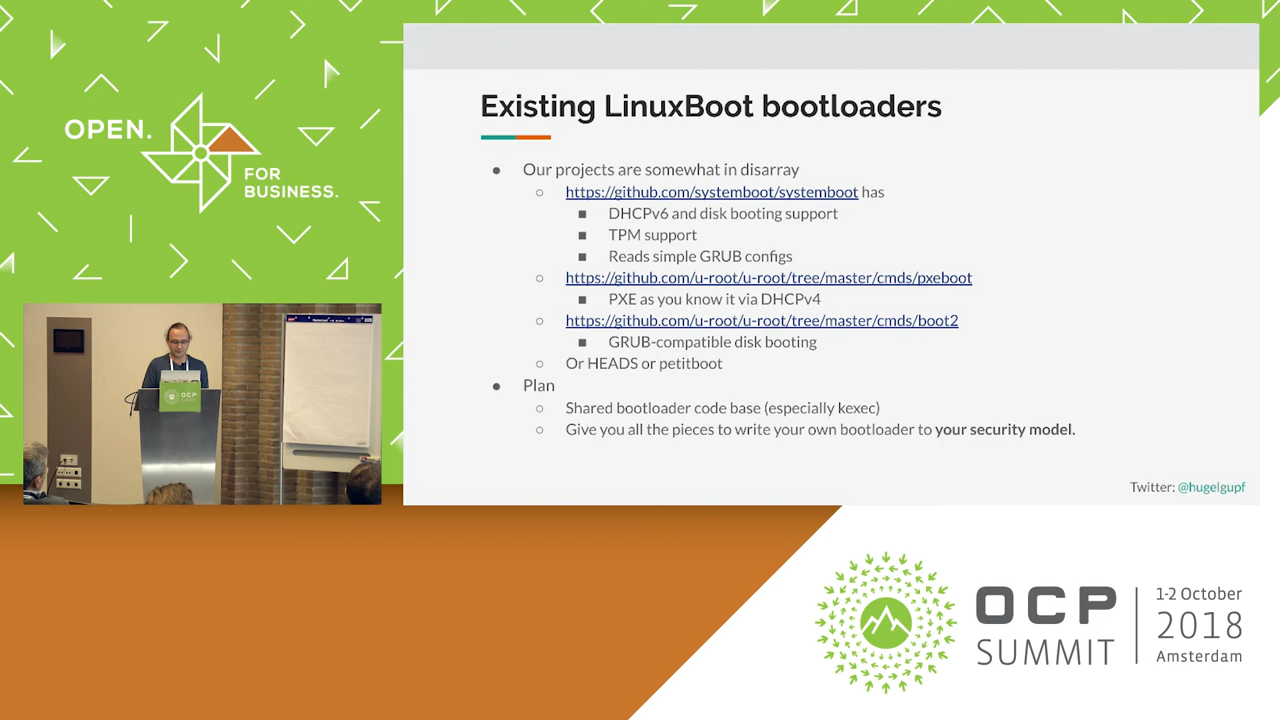 OPEN.
FOR
BUSINESS.
Existing LinuxBoot bootloaders
● Our projects are somewhat in disarray
○ https://github.com/systemboot/systemboot has
■ DHCPv6 and disk booting support
■ TPM support
■ Reads simple GRUB configs
○ https://github.com/u-root/u-root/tree/master/cmds/pxeboot
■ PXE as you know it via DHCPv4
○ https://github.com/u-root/u-root/tree/master/cmds/boot2
■ GRUB-compatible disk booting
○ Or HEADS or petitboot
● Plan
○ Shared bootloader code base (especially kexec)
○ Give you all the pieces to write your own bootloader to your security model.
Twitter: @hugelgupf
OCP
OCP
SUMMIT
1-2 October
2018
Amsterdam